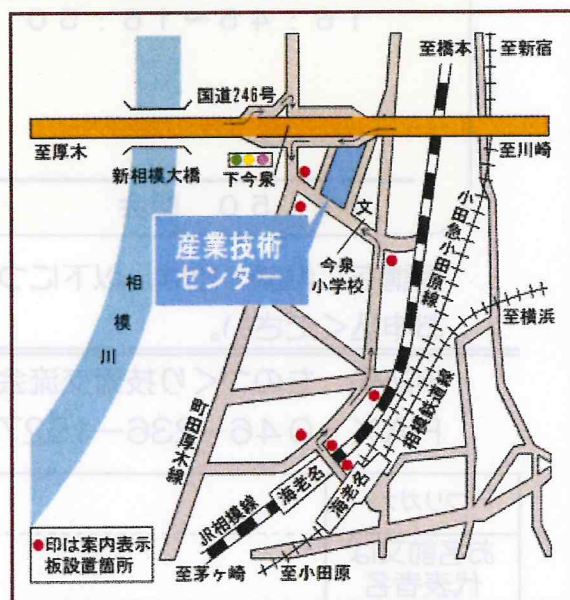 至橋本
至新宿
国道246号
至厚木
至川崎
新相模大橋
下今泉
文
小田急小田原線
産業技術
センター
今泉
小学校
相模川
至横浜
町田厚木線
相模鉄道線
海老名
海老名
JR相模線
●印は案内表示
板設置箇所
至茅ヶ崎
至小田原